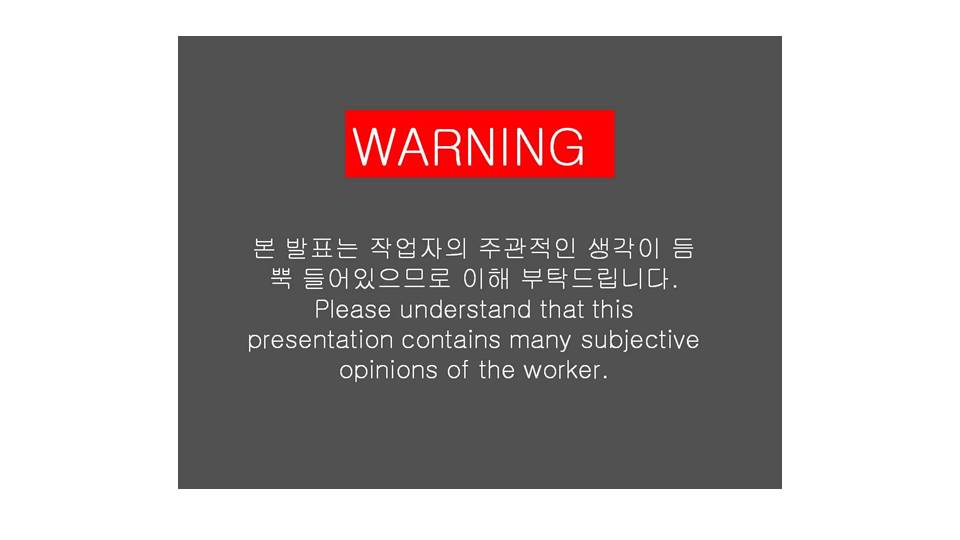 WARNING
본 발표는 작업자의 주관적인 생각이 듬
뿍 들어있으므로 이해 부탁드립니다.
Please understand that this
presentation contains many subjective
opinions of the worker.